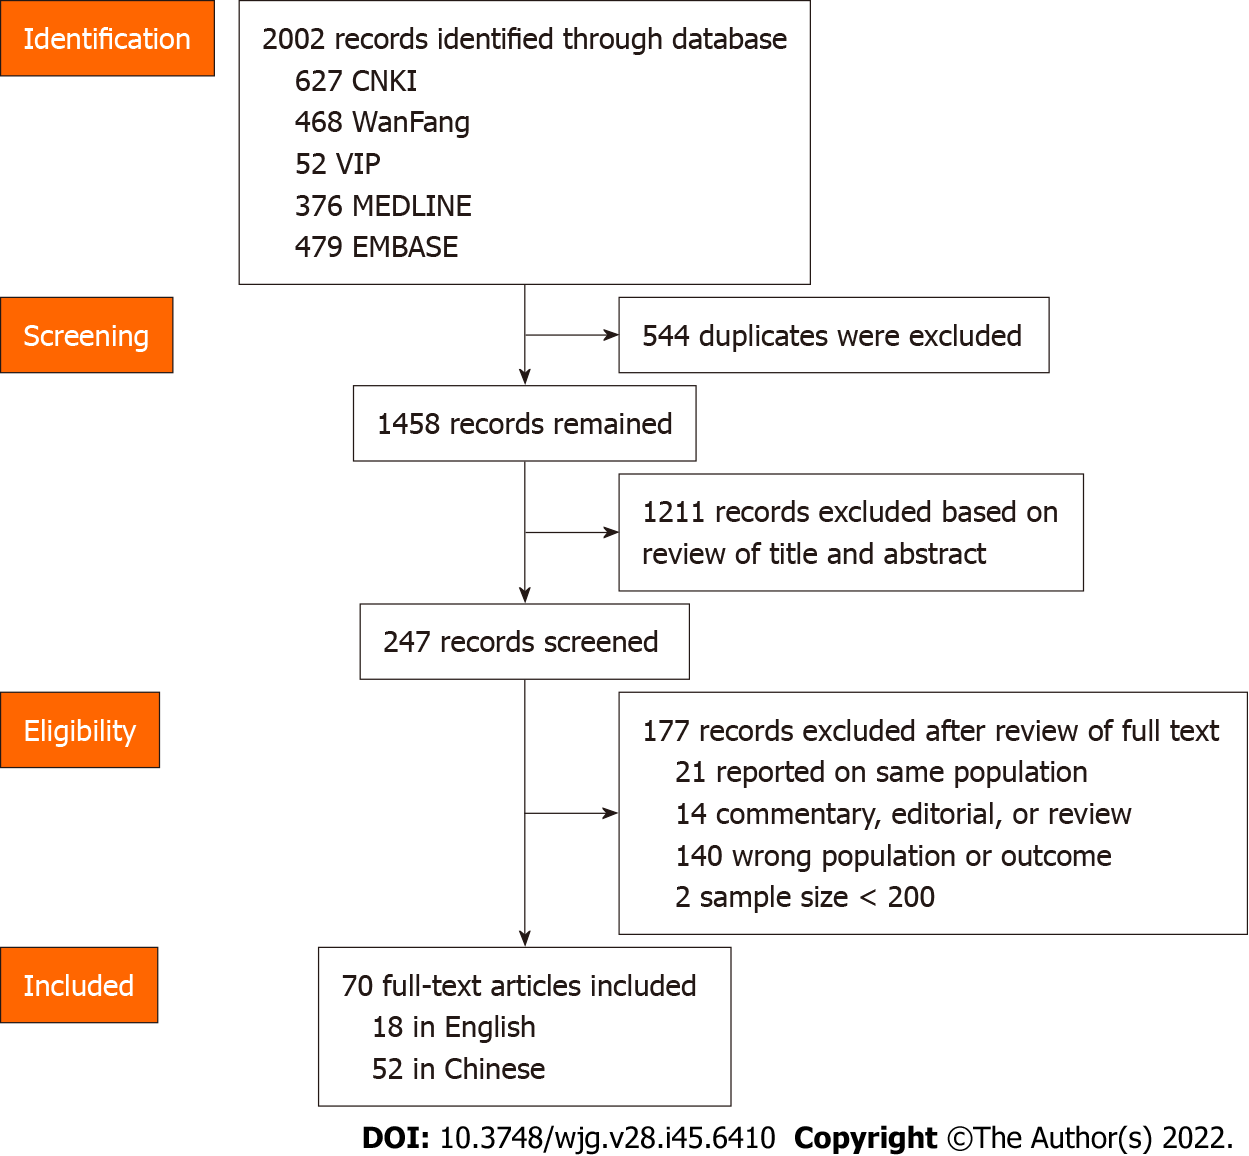 Identification
2002 records identified through database
627 CNKI
468 WanFang
52 VIP
376 MEDLINE
479 EMBASE
Screening
544 duplicates were excluded
1458 records remained
1211 records excluded based on
review of title and abstract
247 records screened
Eligibility
177 records excluded after review of full text
21 reported on same population
14 commentary, editorial, or review
140 wrong population or outcome
2 sample size < 200
Included
70 full-text articles included
18 in English
52 in Chinese
DOI: 10.3748/wjg.v28.i45.6410 Copyright ©The Author(s) 2022.